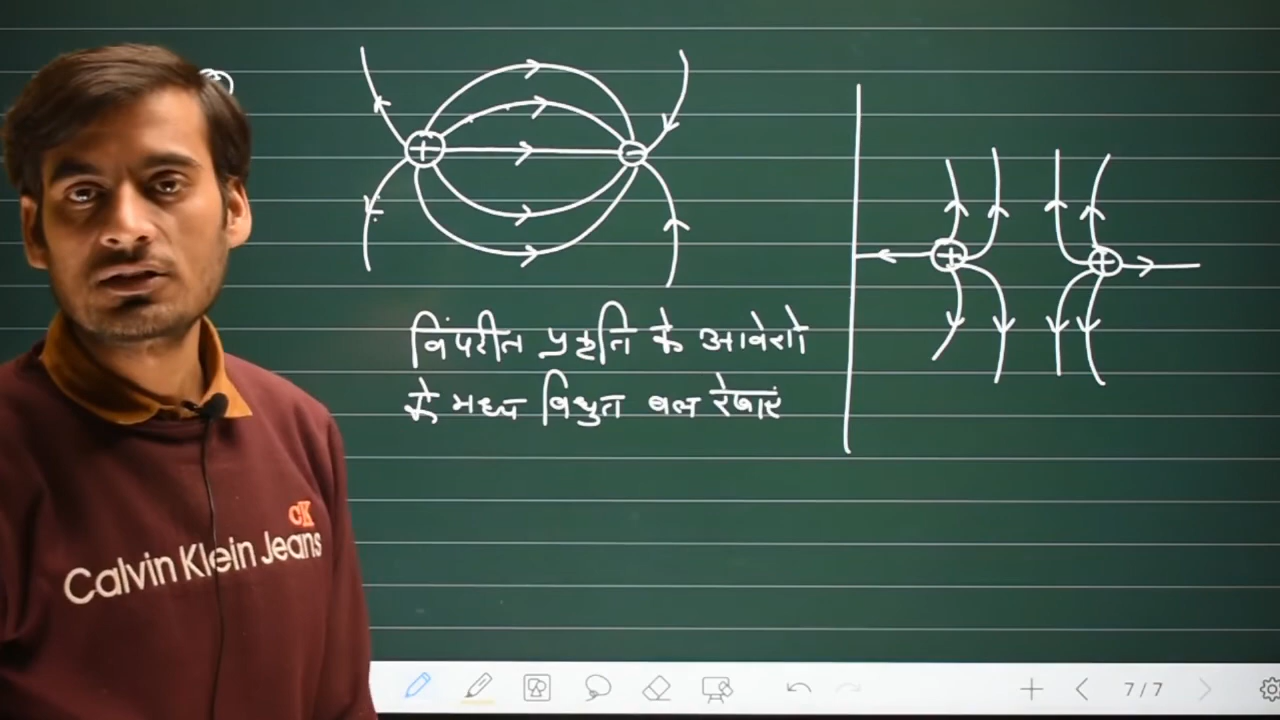 विपरीत प्रकृति के आवेशो
के मध्य विधुत बल रेखाएं
+
-
+
+
CK
Calvin Klein Jeans
7/7